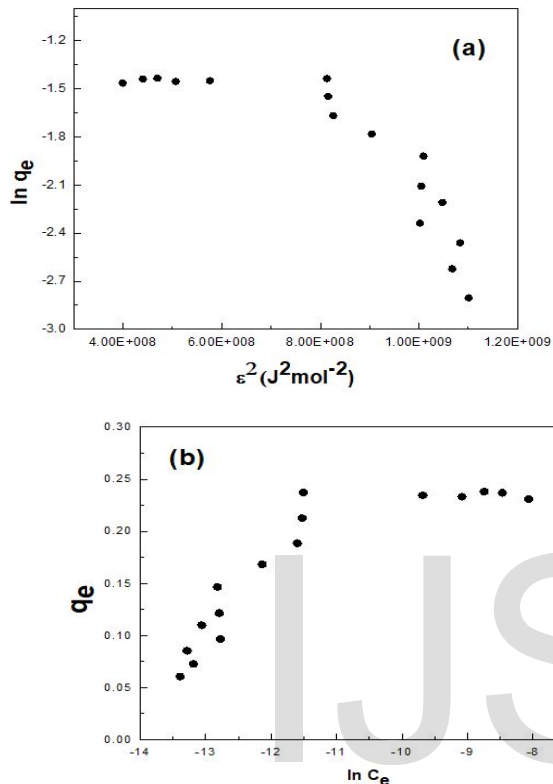 (a)
-1.2
-1.5
-1.8
-2.1
-2.4
-2.7
-3.0
ln qe
4.00E+008 6.00E+008 8.00E+008 1.00E+009 1.20E+009
ε²(J²mol⁻²)
(b)
0.30
0.25
0.20
0.15
0.10
0.05
0.00
qe
-14 -13 -12 -11 -10 -9 -8
ln Ce
IJS